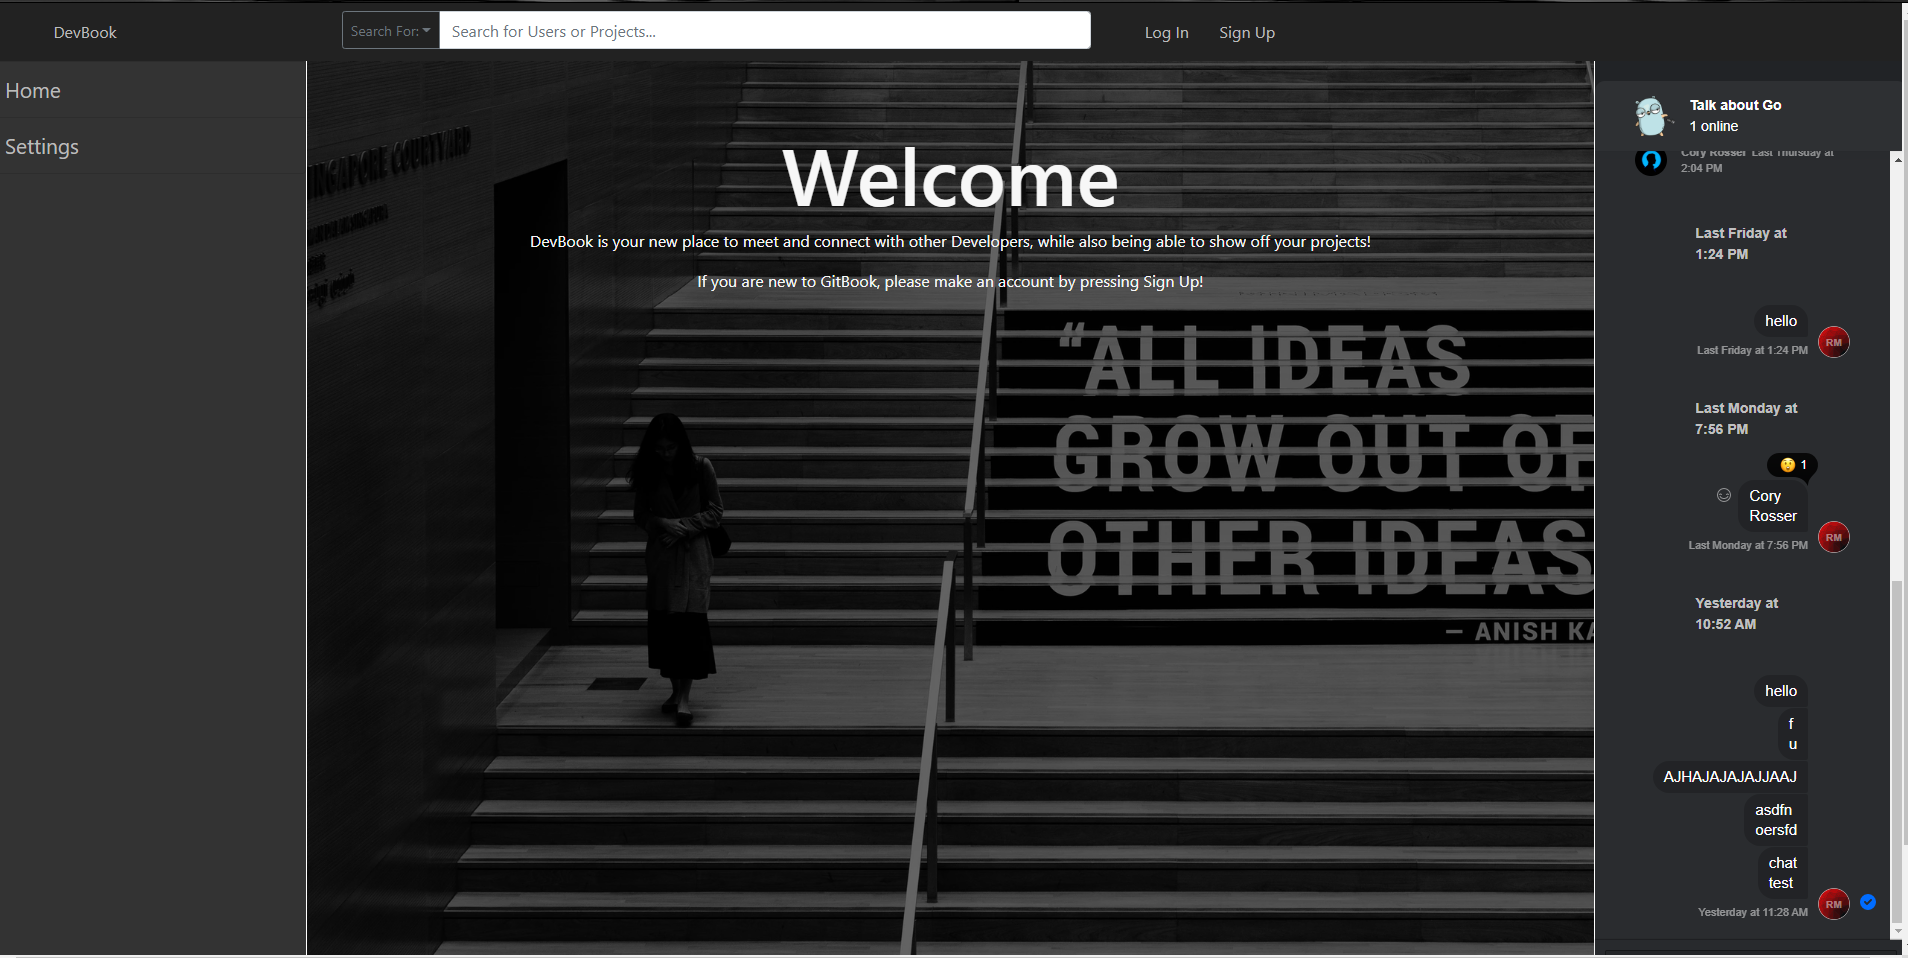 DevBook
Search For:
Search for Users or Projects...
Log In
Sign Up
Home
Settings
SINGAPORE COURTYARD
Welcome
DevBook is your new place to meet and connect with other Developers, while also being able to show off your projects!
If you are new to GitBook, please make an account by pressing Sign Up!
“ALL IDEAS
GROW OUT OF
OTHER IDEAS
— ANISH KA
Talk about Go
1 online
Cory Rosser Last Thursday at
2:04 PM
Last Friday at
1:24 PM
hello
Last Friday at 1:24 PM
RM
Last Monday at
7:56 PM
😲 1
Cory
Rosser
Last Monday at 7:56 PM
RM
Yesterday at
10:52 AM
hello
f
u
AJHAJAJAJAJJAAJ
asdfn
oersfd
chat
test
Yesterday at 11:28 AM
RM